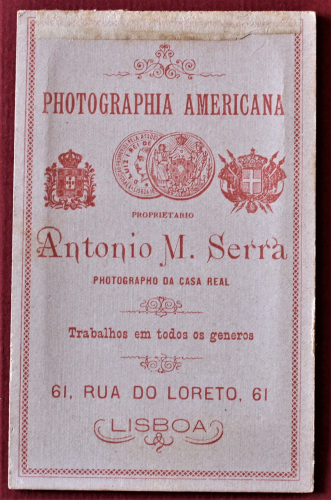 PHOTOGRAPHIA AMERICANA
PROPRIETARIO
Antonio M. Serra
PHOTOGRAPHO DA CASA REAL
Trabalhos em todos os generos
61, RUA DO LORETO, 61
LISBOA